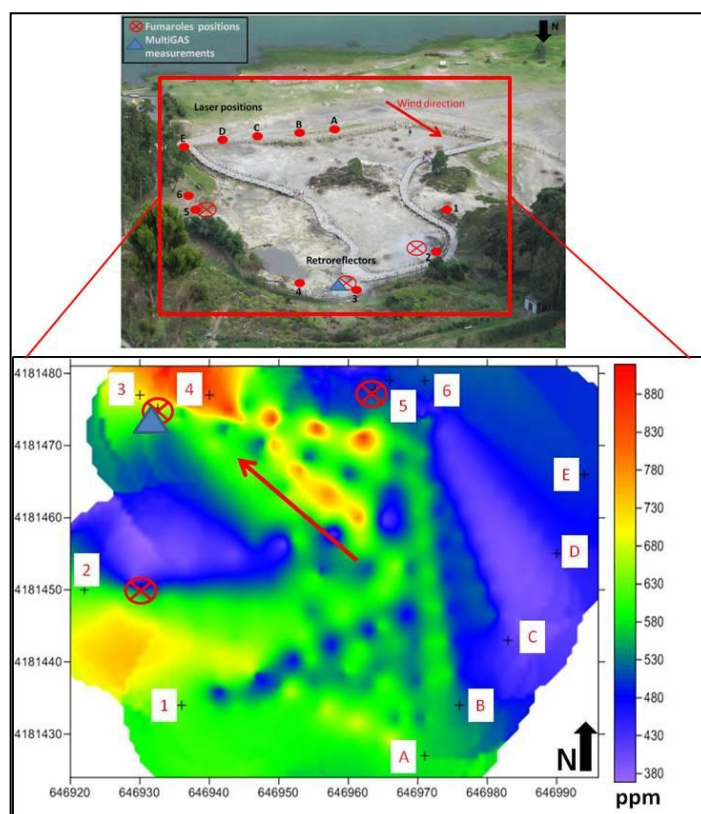 Fumaroles positions
MultiGAS
measurements
N
Laser positions
Wind direction
A
B
C
D
E
6
5
1
2
Retroreflectors
4
3
4181480
4181470
4181460
4181450
4181440
4181430
3
4
5
6
E
D
2
C
1
B
A
N
646920
646930
646940
646950
646960
646970
646980
646990
880
830
780
730
680
630
580
530
480
430
380
ppm